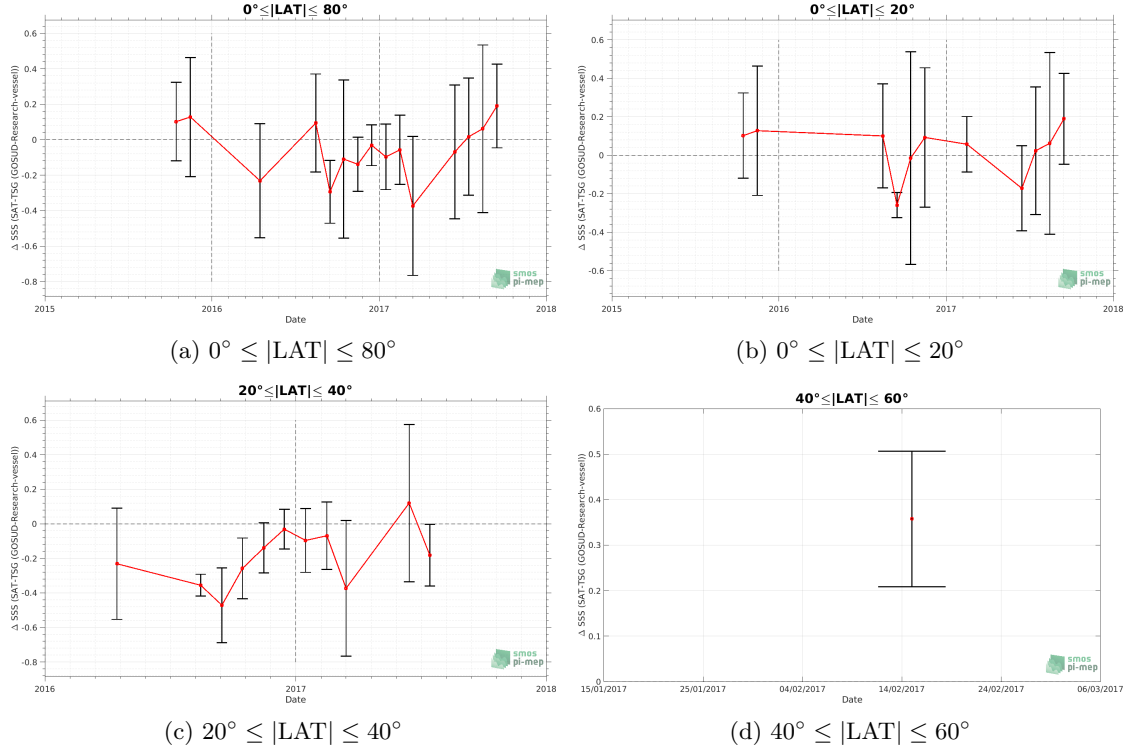 0°≤|LAT|≤ 80°
Δ SSS (SAT-TSG (GOSUD-Research-vessel))
0.6
0.4
0.2
0
-0.2
-0.4
-0.6
-0.8
2015
2016
2017
2018
Date
smos
pi-mep
(a) 0° ≤ |LAT| ≤ 80°
0°≤|LAT|≤ 20°
Δ SSS (SAT-TSG (GOSUD-Research-vessel))
0.6
0.4
0.2
0
-0.2
-0.4
-0.6
2015
2016
2017
2018
Date
smos
pi-mep
(b) 0° ≤ |LAT| ≤ 20°
20°≤|LAT|≤ 40°
Δ SSS (SAT-TSG (GOSUD-Research-vessel))
0.6
0.4
0.2
0
-0.2
-0.4
-0.6
-0.8
2016
2017
2018
Date
smos
pi-mep
(c) 20° ≤ |LAT| ≤ 40°
40°≤|LAT|≤ 60°
Δ SSS (SAT-TSG (GOSUD-Research-vessel))
0.6
0.5
0.4
0.3
0.2
0.1
0
15/01/2017
25/01/2017
04/02/2017
14/02/2017
24/02/2017
06/03/2017
Date
smos
pi-mep
(d) 40° ≤ |LAT| ≤ 60°